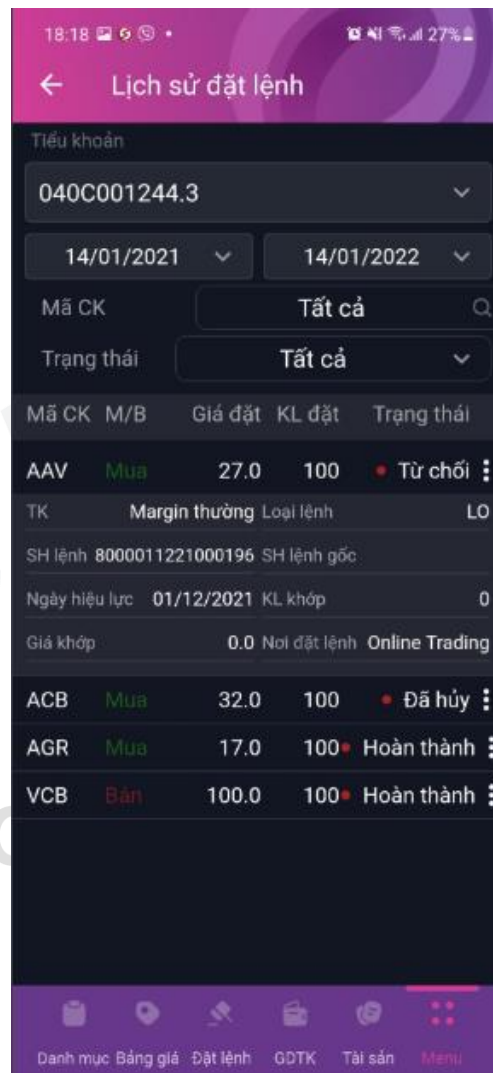 18:18 27%
Lịch sử đặt lệnh
Tiểu khoản
040C001244.3
14/01/2021 14/01/2022
Mã CK Tất cả
Trạng thái Tất cả
Mã CK M/B Giá đặt KL đặt Trạng thái
AAV Mua 27.0 100 Từ chối
TK Margin thường Loại lệnh LO
SH lệnh 8000011221000196 SH lệnh gốc
Ngày hiệu lực 01/12/2021 KL khớp 0
Giá khớp 0.0 Nơi đặt lệnh Online Trading
ACB Mua 32.0 100 Đã hủy
AGR Mua 17.0 100 Hoàn thành
VCB Bán 100.0 100 Hoàn thành
Danh mục Bảng giá Đặt lệnh GDTK Tài sản Menu